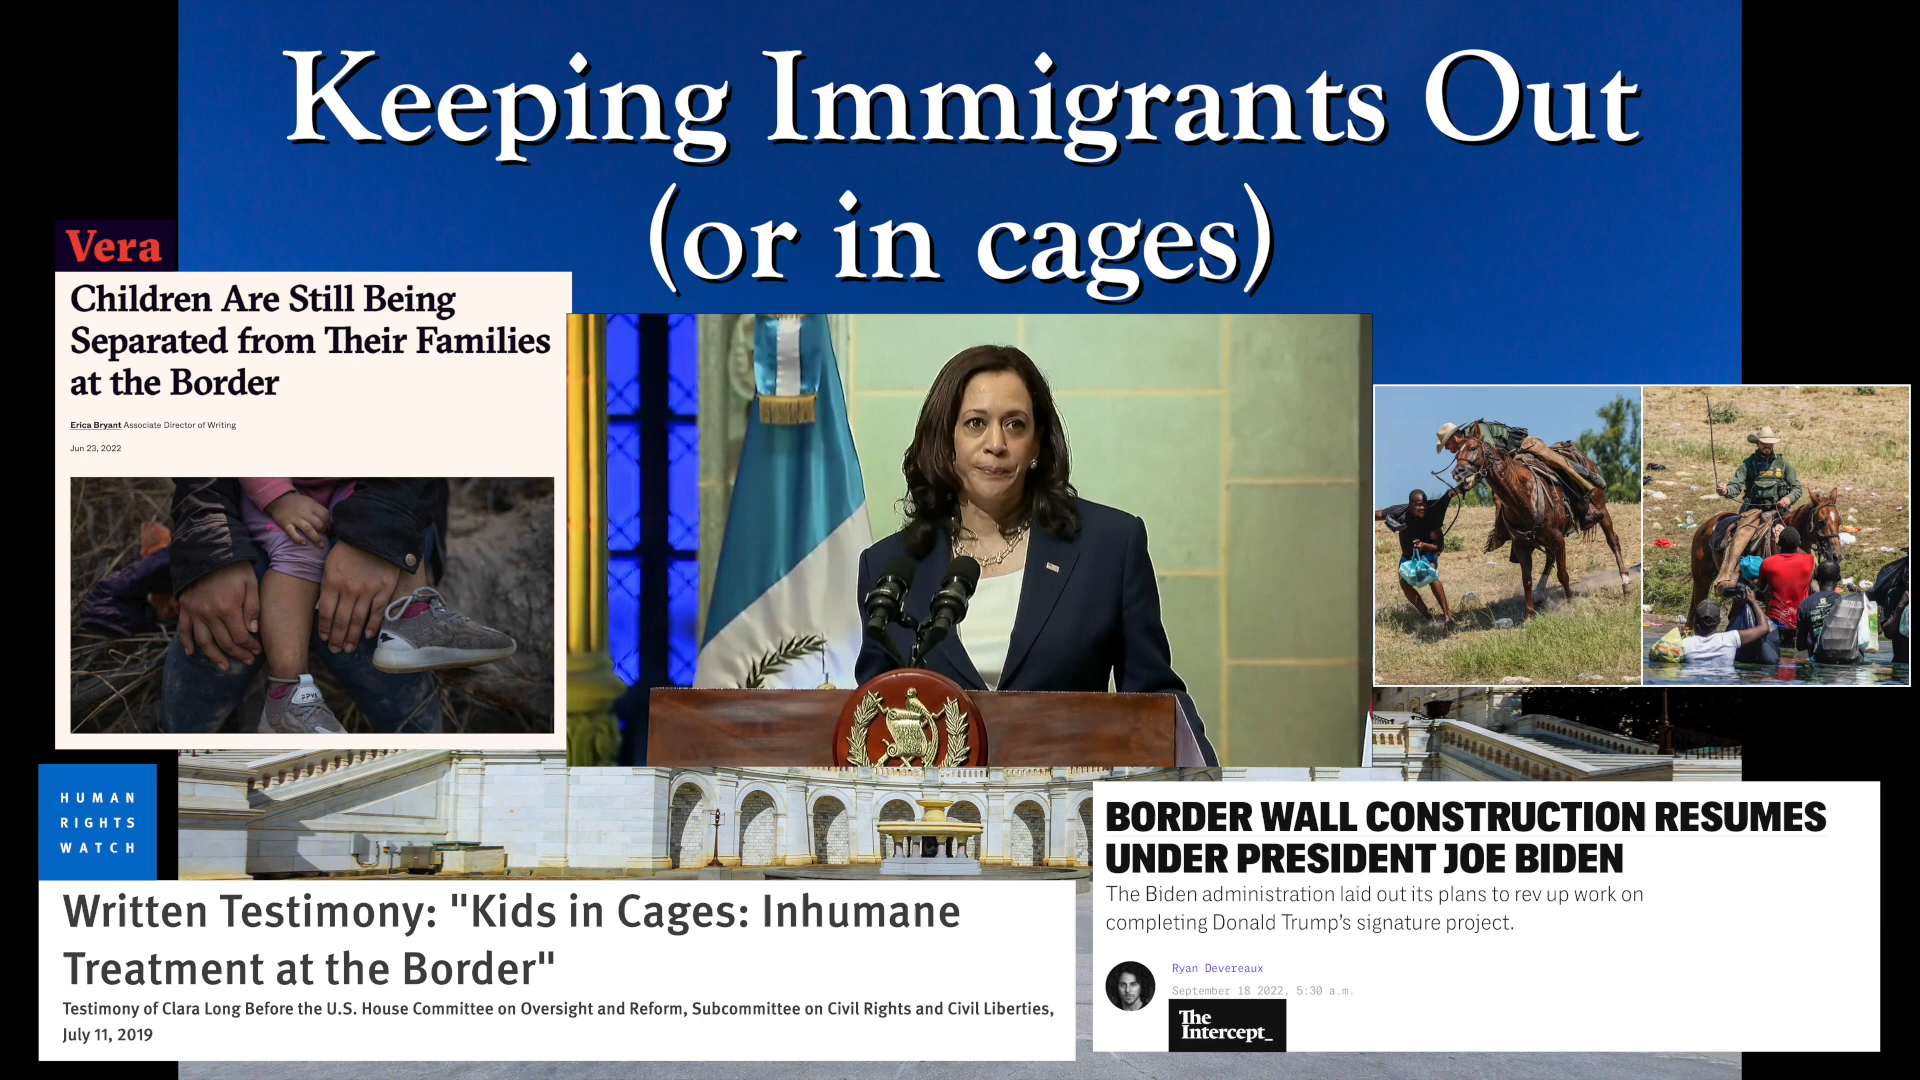 Keeping Immigrants Out
(or in cages)
Vera
Children Are Still Being
Separated from Their Families
at the Border
Erica Bryant Associate Director of Writing
Jun 23, 2022
HUMAN
RIGHTS
WATCH
Written Testimony: "Kids in Cages: Inhumane
Treatment at the Border"
Testimony of Clara Long Before the U.S. House Committee on Oversight and Reform, Subcommittee on Civil Rights and Civil Liberties,
July 11, 2019
BORDER WALL CONSTRUCTION RESUMES
UNDER PRESIDENT JOE BIDEN
The Biden administration laid out its plans to rev up work on
completing Donald Trump’s signature project.
Ryan Devereaux
September 18 2022, 5:30 a.m.
The
Intercept_